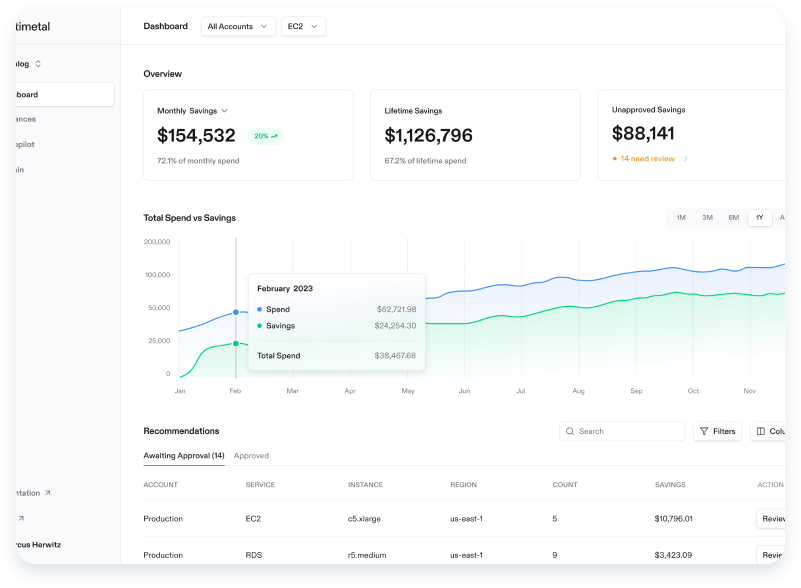 timetal
Dashboard All Accounts EC2
log
board
ances
opilot
ain
Overview
Monthly Savings Lifetime Savings Unapproved Savings
$154,532 20% $1,126,796 $88,141
72.1% of monthly spend 67.2% of lifetime spend 14 need review
Total Spend vs Savings 1M 3M 6M 1Y A
200,000
100,000
50,000
25,000
0
February 2023
Spend $62,721.98
Savings $24,254.30
Total Spend $38,467.68
Jan Feb Mar Apr May Jun Jul Aug Sep Oct Nov
Recommendations Search Filters Colu
Awaiting Approval (14) Approved
ACCOUNT SERVICE INSTANCE REGION COUNT SAVINGS ACTION
Production EC2 c5.xlarge us-east-1 5 $10,796.01 Review
Production RDS r5.medium us-east-1 9 $3,423.09 Review
ntation
rcus Herwitz